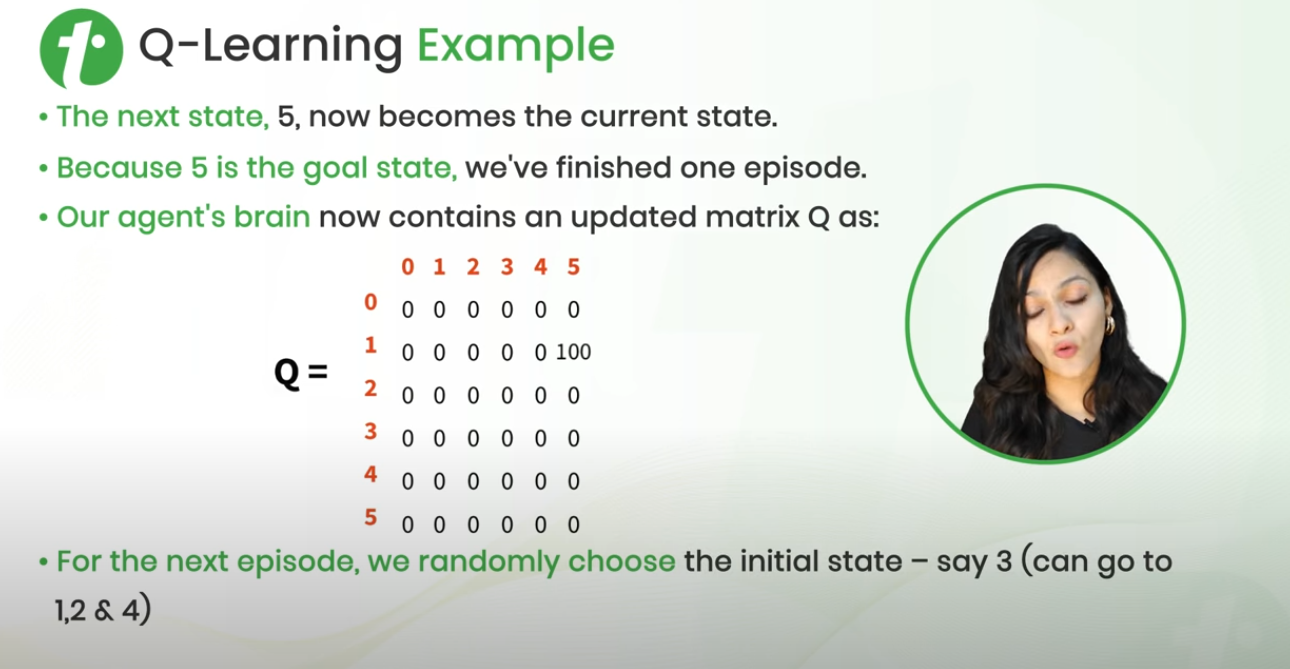 Q-Learning Example
• The next state, 5, now becomes the current state.
• Because 5 is the goal state, we've finished one episode.
• Our agent's brain now contains an updated matrix Q as:
0 1 2 3 4 5
0 0 0 0 0 0 0
1 0 0 0 0 0 100
Q =
2 0 0 0 0 0 0
3 0 0 0 0 0 0
4 0 0 0 0 0 0
5 0 0 0 0 0 0
• For the next episode, we randomly choose the initial state – say 3 (can go to
1,2 & 4)